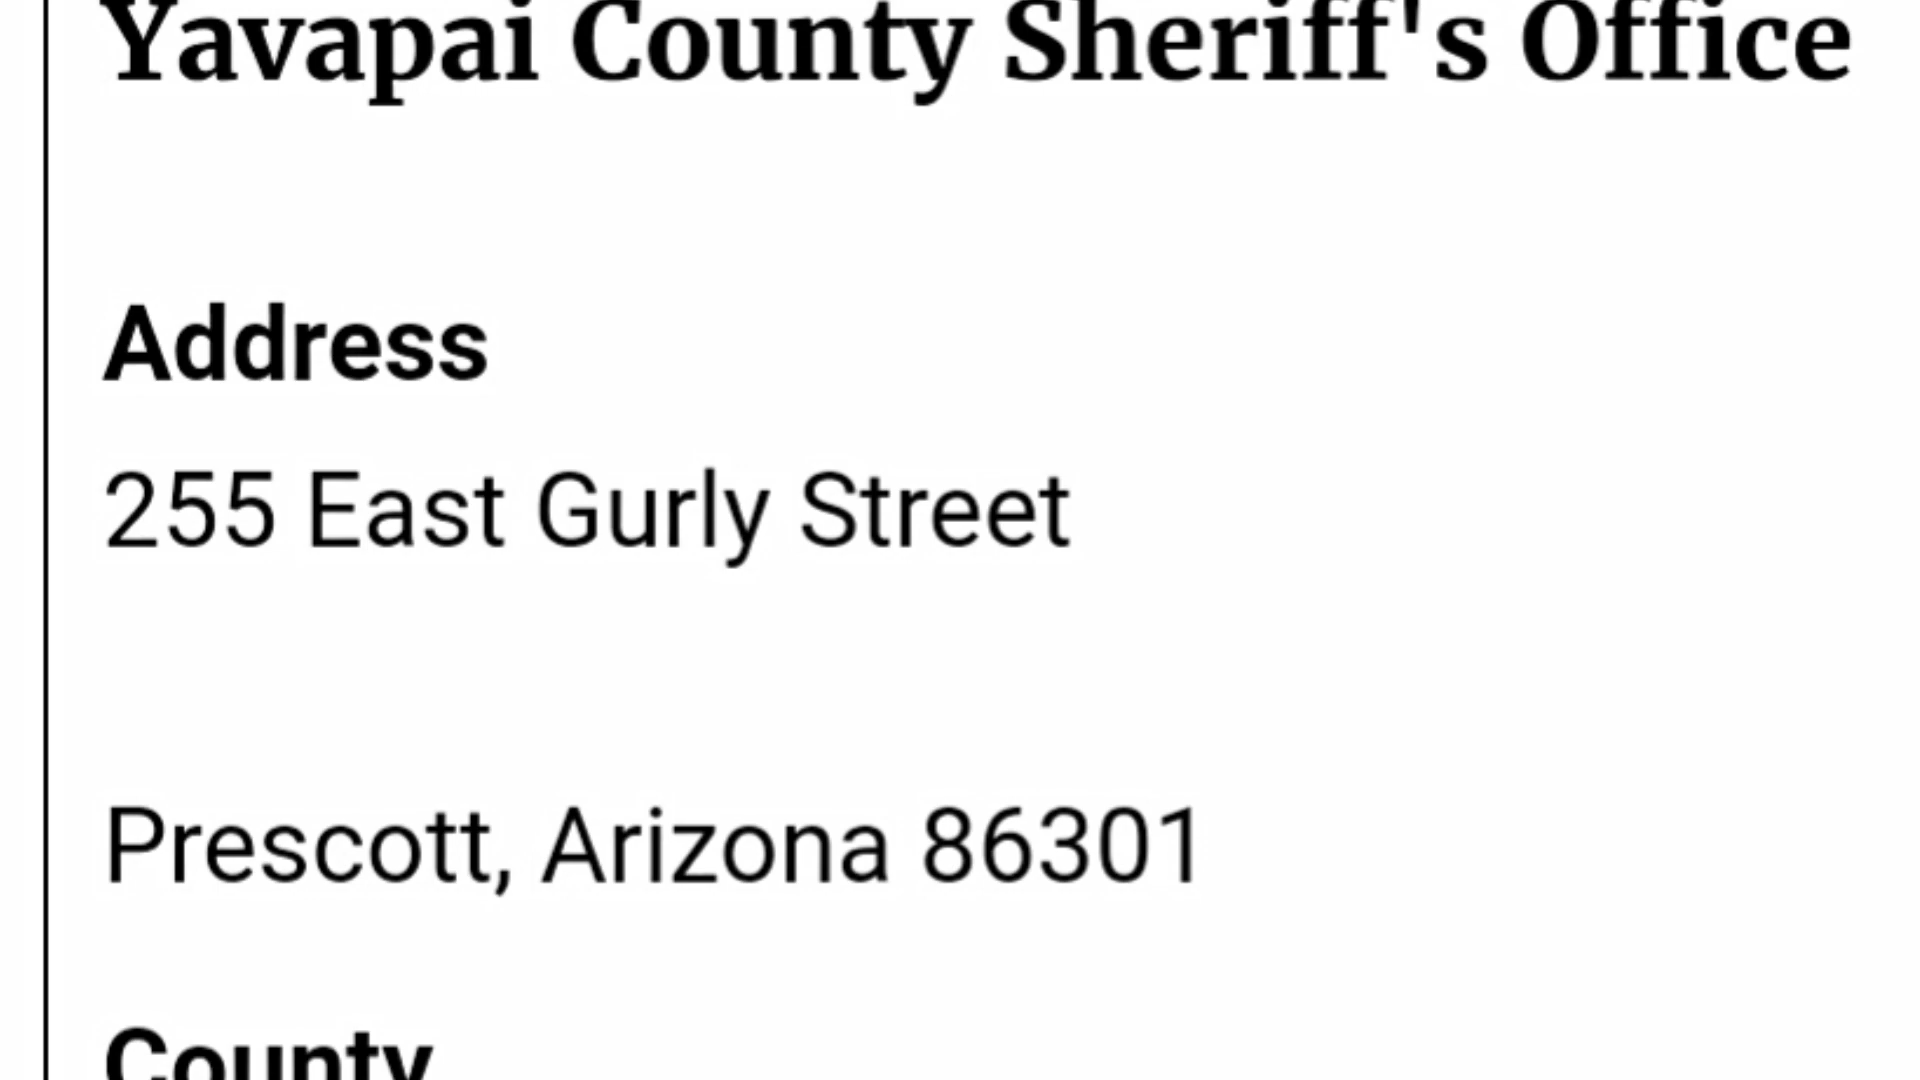 Yavapai County Sheriff's Office
Address
255 East Gurly Street
Prescott, Arizona 86301
County